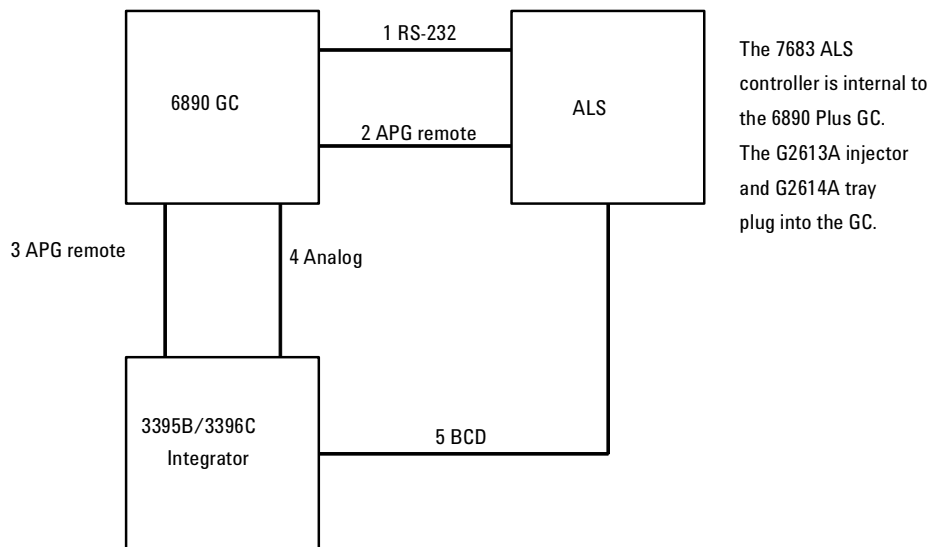 1 RS-232
6890 GC
ALS
2 APG remote
The 7683 ALS
controller is internal to
the 6890 Plus GC.
The G2613A injector
and G2614A tray
plug into the GC.
3 APG remote
4 Analog
3395B/3396C
Integrator
5 BCD